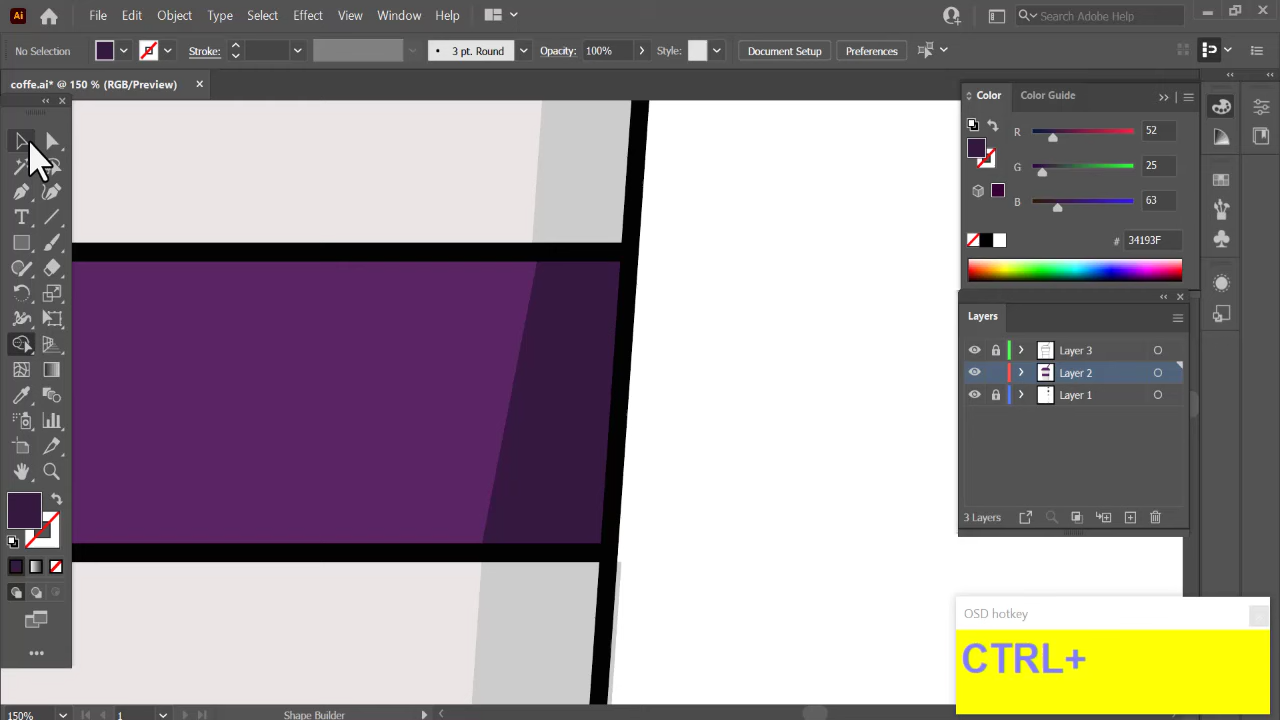 Ai File Edit Object Type Select Effect View Window Help Search Adobe Help
No Selection Stroke: 3 pt. Round Opacity: 100% Style: Document Setup Preferences
coffe.ai* @ 150 % (RGB/Preview)
Color Color Guide
R 52
G 25
B 63
# 34193F
Layers
Layer 3
Layer 2
Layer 1
3 Layers
OSD hotkey
CTRL+
150% 1 Shape Builder